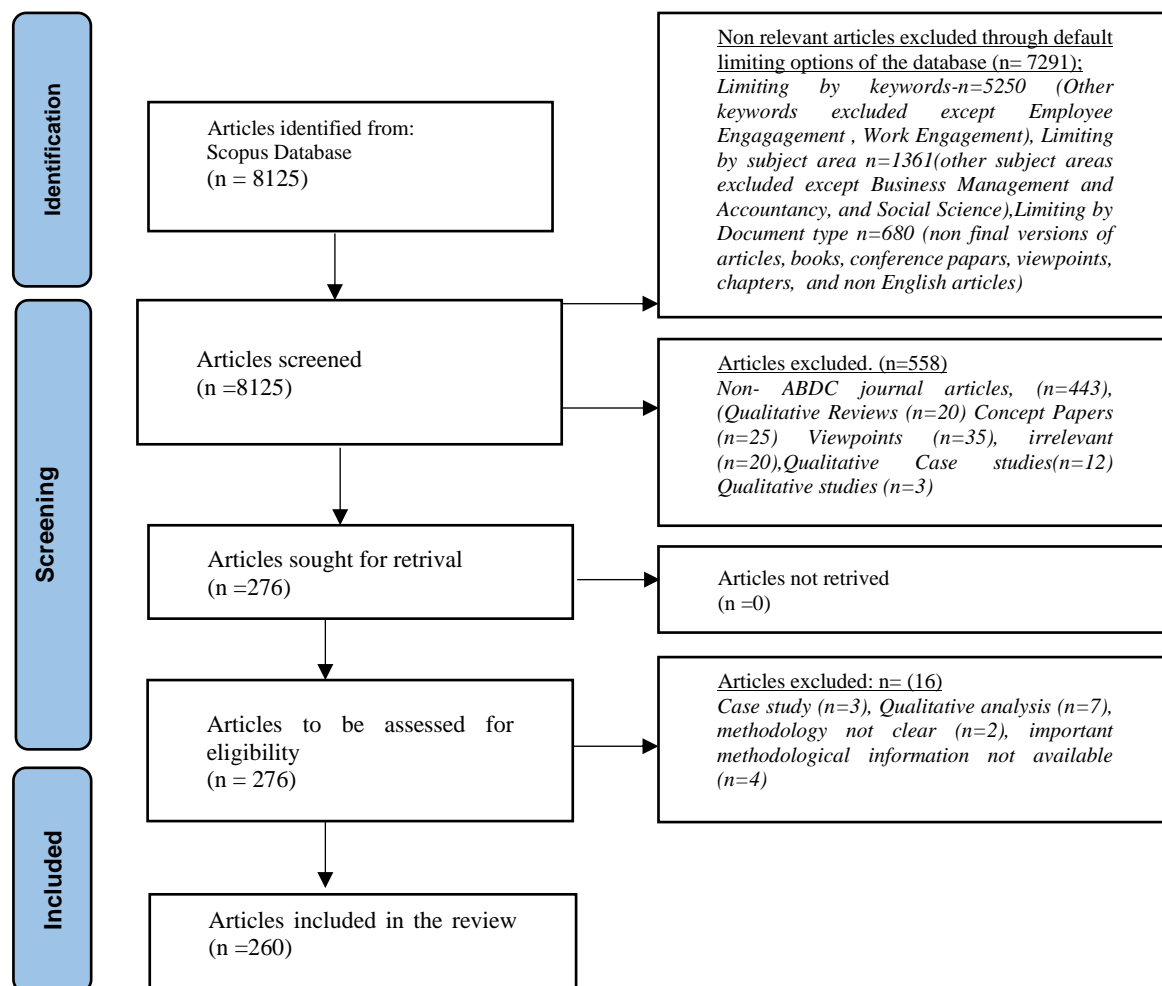 Identification
Articles identified from:
Scopus Database
(n = 8125)
Non relevant articles excluded through default
limiting options of the database (n= 7291);
Limiting by keywords-n=5250 (Other
keywords excluded except Employee
Engagagement , Work Engagement), Limiting
by subject area n=1361(other subject areas
excluded except Business Management and
Accountancy, and Social Science),Limiting by
Document type n=680 (non final versions of
articles, books, conference papars, viewpoints,
chapters, and non English articles)
Screening
Articles screened
(n =8125)
Articles excluded. (n=558)
Non- ABDC journal articles, (n=443),
(Qualitative Reviews (n=20) Concept Papers
(n=25) Viewpoints (n=35), irrelevant
(n=20),Qualitative Case studies(n=12)
Qualitative studies (n=3)
Articles sought for retrival
(n =276)
Articles not retrived
(n =0)
Articles to be assessed for
eligibility
(n = 276)
Articles excluded: n= (16)
Case study (n=3), Qualitative analysis (n=7),
methodology not clear (n=2), important
methodological information not available
(n=4)
Included
Articles included in the review
(n =260)